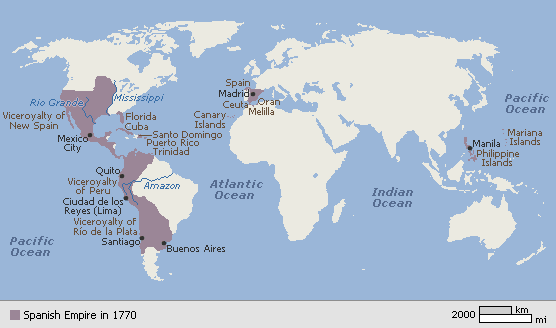 Spain
Madrid
Ceuta
Oran
Melilla
Canary
Islands
Rio Grande
Mississippi
Viceroyalty of
New Spain
Florida
Cuba
Mexico
City
Santo Domingo
Puerto Rico
Trinidad
Quito
Viceroyalty
of Peru
Amazon
Ciudad de los
Reyes (Lima)
Viceroyalty of
Río de la Plata
Santiago
Buenos Aires
Pacific
Ocean
Atlantic
Ocean
Indian
Ocean
Pacific
Ocean
Mariana
Islands
Manila
Philippine
Islands
Spanish Empire in 1770
2000
km
mi